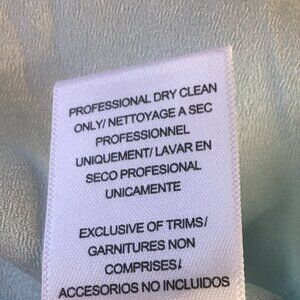 PROFESSIONAL DRY CLEAN
ONLY/ NETTOYAGE A SEC
PROFESSIONNEL
UNIQUEMENT/ LAVAR EN
SECO PROFESIONAL
UNICAMENTE
EXCLUSIVE OF TRIMS/
GARNITURES NON
COMPRISES/
ACCESORIOS NO INCLUIDOS